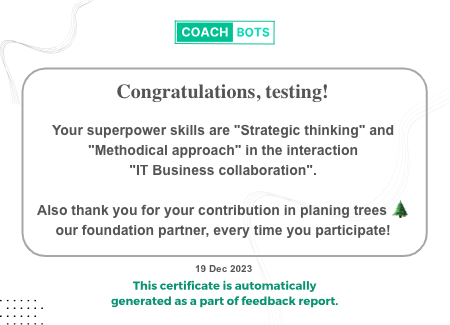 COACH BOTS
Congratulations, testing!
Your superpower skills are "Strategic thinking" and
"Methodical approach" in the interaction
"IT Business collaboration".
Also thank you for your contribution in planing trees 🌲
our foundation partner, every time you participate!
19 Dec 2023
This certificate is automatically
generated as a part of feedback report.